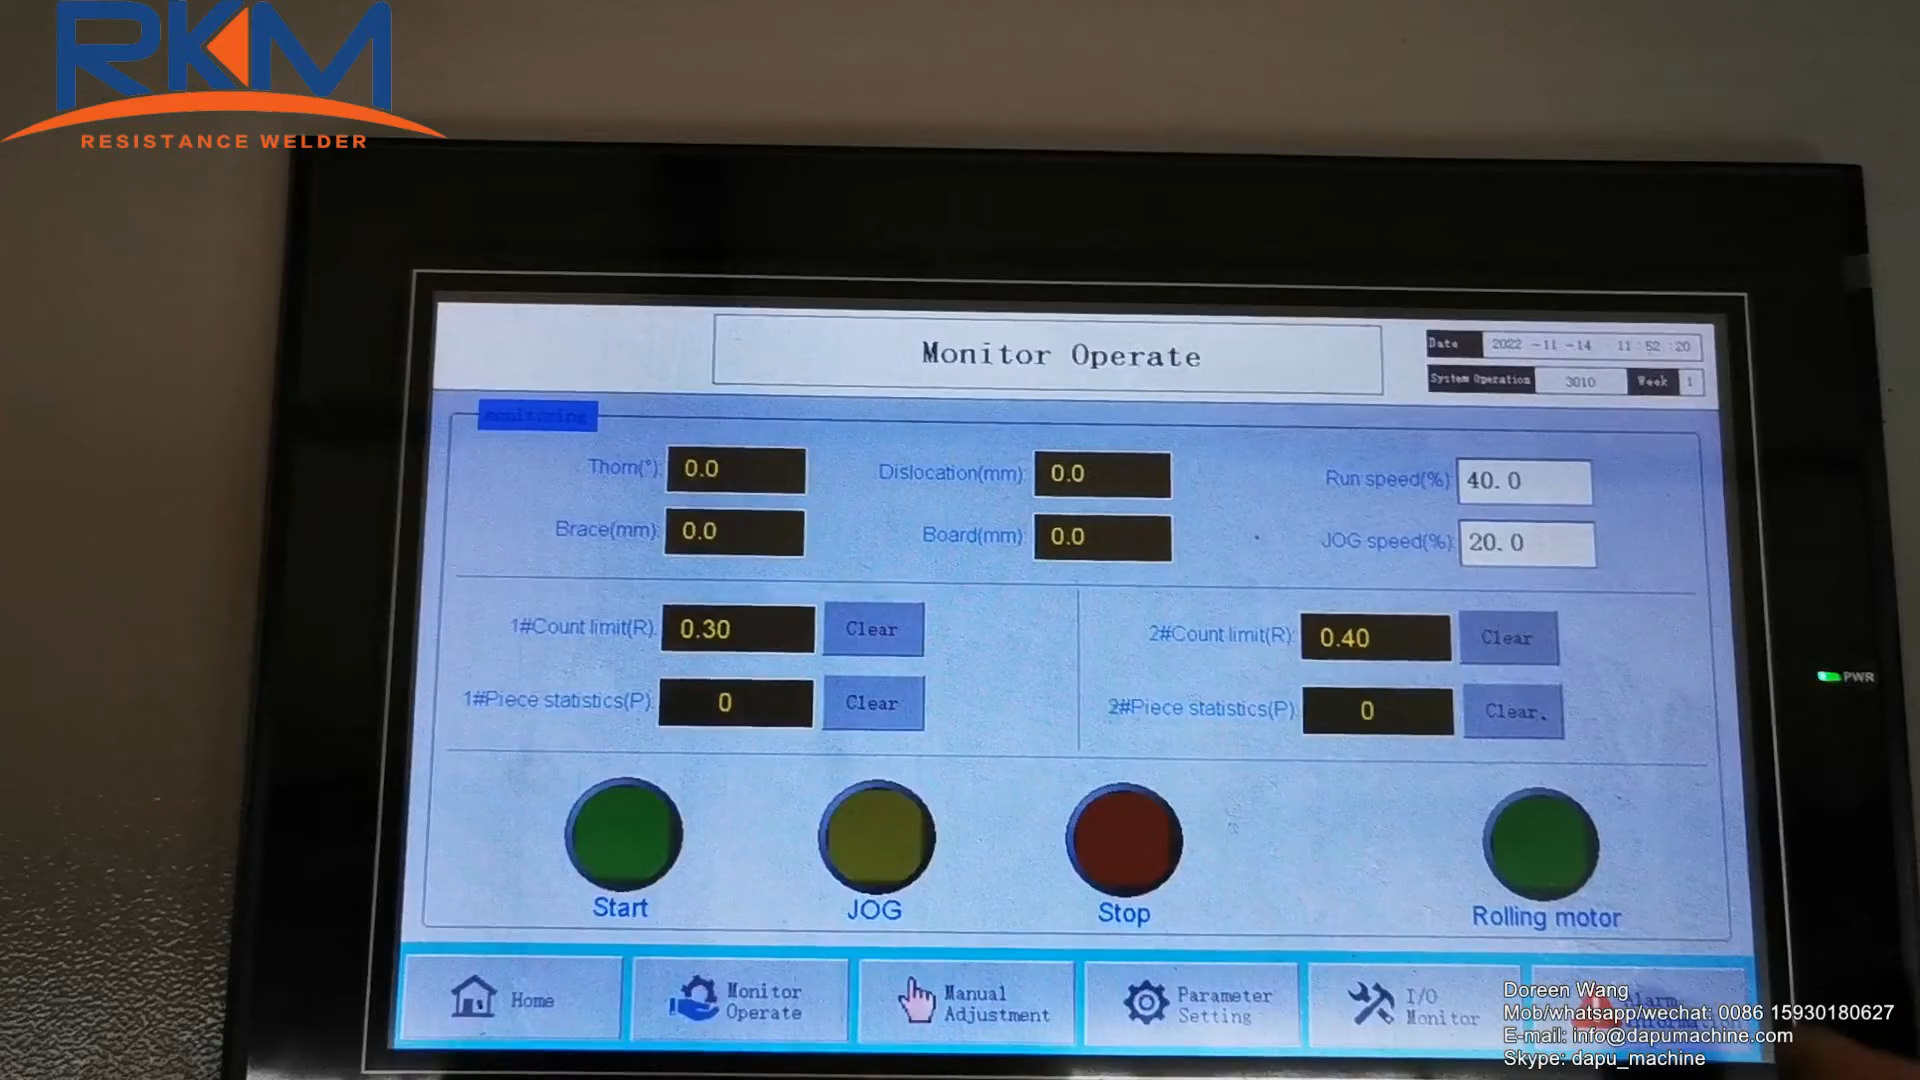 RKM
RESISTANCE WELDER
Monitor Operate
Date 2022 -11 -14 11:52:20
System Operation 3010 Week 1
monitoring
Thorn(°): 0.0 Dislocation(mm): 0.0 Run speed(%): 40.0
Brace(mm): 0.0 Board(mm): 0.0 JOG speed(%): 20.0
1#Count limit(R): 0.30 Clear 2#Count limit(R): 0.40 Clear
1#Piece statistics(P): 0 Clear 2#Piece statistics(P): 0 Clear.
Start JOG Stop Rolling motor
PWR
Home
Monitor
Operate
Manual
Adjustment
Parameter
Setting
I/O
Monitor
Alarm
Information
Doreen Wang
Mob/whatsapp/wechat: 0086 15930180627
E-mail: info@dapumachine.com
Skype: dapu_machine